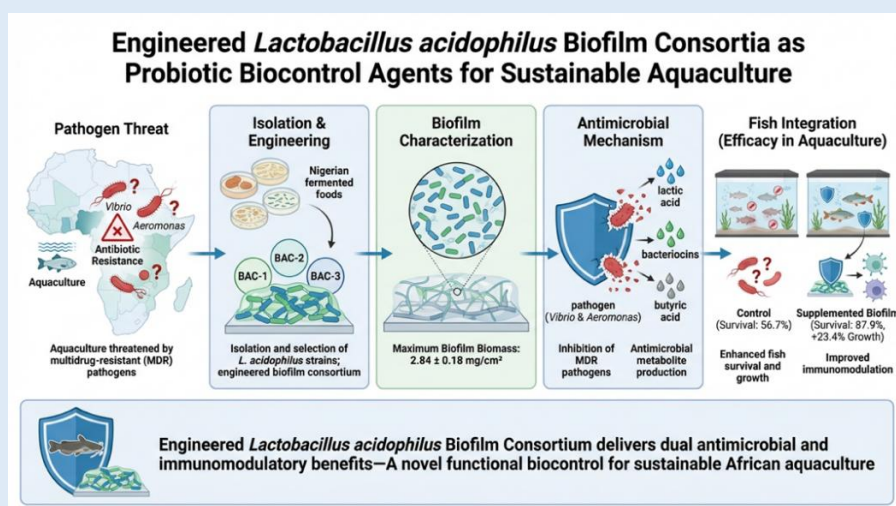 Engineered Lactobacillus acidophilus Biofilm Consortia as
Probiotic Biocontrol Agents for Sustainable Aquaculture
Pathogen Threat
Vibrio
?
?
Aeromonas
Antibiotic
Resistance
Aquaculture
?
Aquaculture threatened by
multidrug-resistant (MDR)
pathogens
Isolation &
Engineering
Nigerian
fermented
foods
BAC-1
BAC-2
BAC-3
Isolation and selection of
L. acidophilus strains;
engineered biofilm consortium
Biofilm
Characterization
Maximum Biofilm Biomass:
2.84 ± 0.18 mg/cm²
Antimicrobial
Mechanism
lactic
acid
bacteriocins
butyric
acid
pathogen
(Vibrio & Aeromonas)
Inhibition of
MDR
pathogens
Antimicrobial
metabolite
production
Fish Integration
(Efficacy in Aquaculture)
? ? ?
Control
(Survival: 56.7%)
Enhanced fish
survival and
growth
Supplemented Biofilm
(Survival: 87.9%,
+23.4% Growth)
Improved
immunomodulation
Engineered Lactobacillus acidophilus Biofilm Consortium delivers dual antimicrobial and
immunomodulatory benefits—A novel functional biocontrol for sustainable African aquaculture